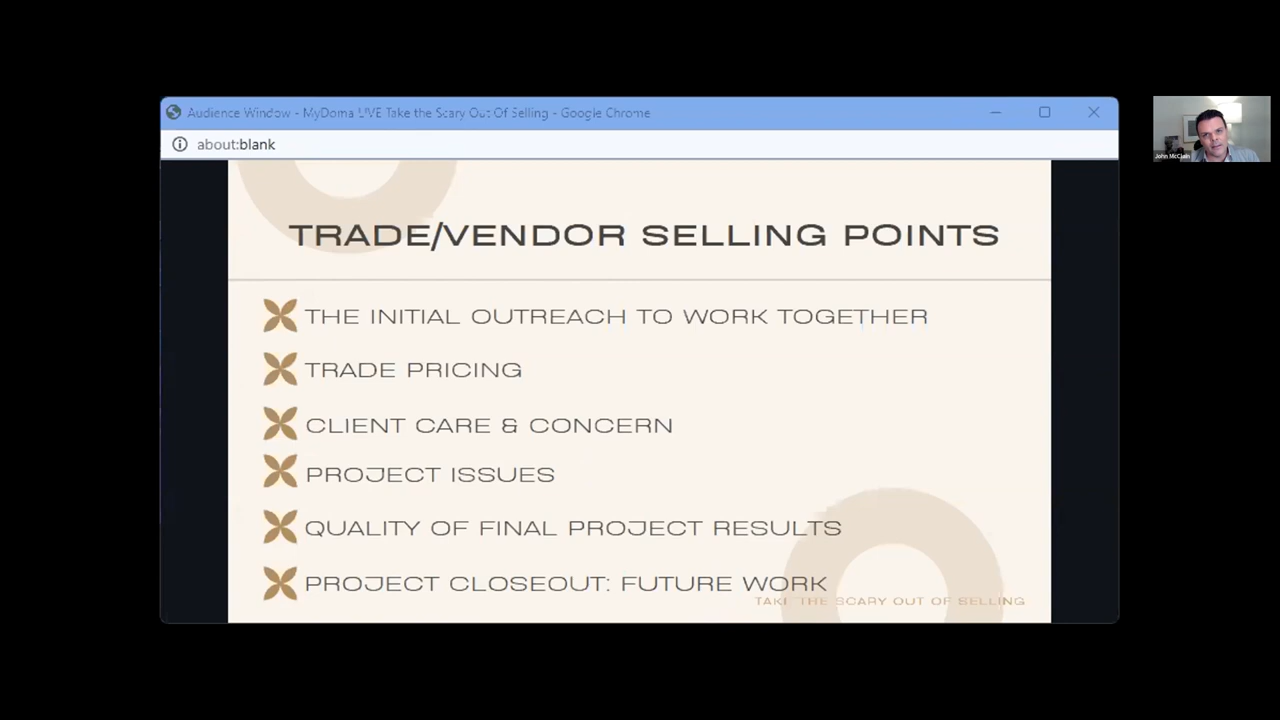 Audience Window - MyDoma LIVE Take the Scary Out Of Selling - Google Chrome
about:blank
TRADE/VENDOR SELLING POINTS
THE INITIAL OUTREACH TO WORK TOGETHER
TRADE PRICING
CLIENT CARE & CONCERN
PROJECT ISSUES
QUALITY OF FINAL PROJECT RESULTS
PROJECT CLOSEOUT: FUTURE WORK
TAKE THE SCARY OUT OF SELLING
John McClain